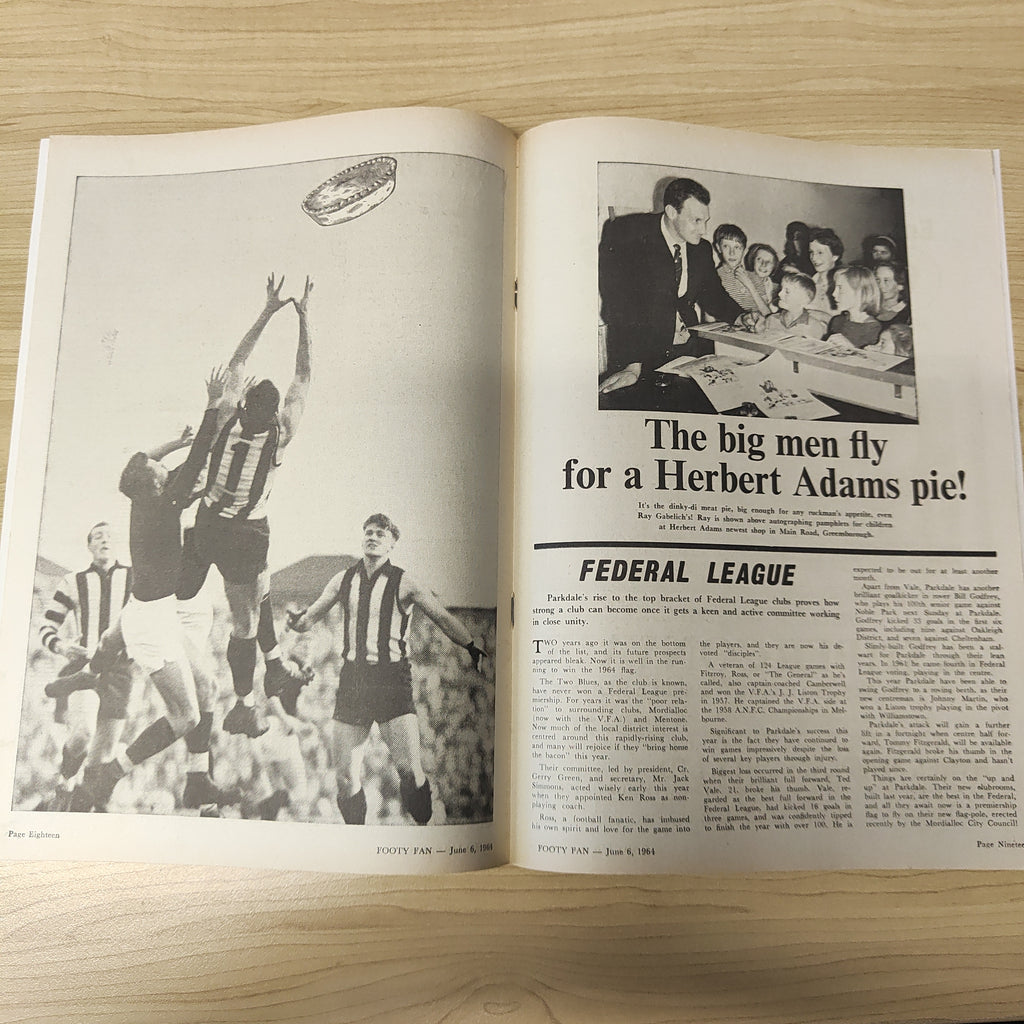 1
Page Eighteen
FOOTY FAN — June 6, 1964
The big men fly
for a Herbert Adams pie!
It's the dinky-di meat pie, big enough for any ruckman's appetite, even
Ray Gabelich's! Ray is shown above autographing pamphlets for children
at Herbert Adams newest shop in Main Road, Greensborough.
FEDERAL LEAGUE
Parkdale's rise to the top bracket of Federal League clubs proves how
strong a club can become once it gets a keen and active committee working
in close unity.
TWO years ago it was on the bottom
of the list, and its future prospects
appeared bleak. Now it is well in the run-
ning to win the 1964 flag.
The Two Blues, as the club is known,
have never won a Federal League pre-
miership. For years it was the "poor rela-
tion" to surrounding clubs, Mordialloc
(now with the V.F.A.) and Mentone.
Now much of the local district interest is
centred around this rapidly-rising club,
and many will rejoice if they "bring home
the bacon" this year.
Their committee, led by president, Cr.
Gerry Green, and secretary, Mr. Jack
Simmons, acted wisely early this year
when they appointed Ken Ross as non-
playing coach.
Ross, a football fanatic, has imbued
his own spirit and love for the game into
the players, and they are now his de-
voted "disciples".
A veteran of 124 League games with
Fitzroy, Ross, or "The General" as he's
called, also captain-coached Camberwell
and won the V.F.A.'s J. J. Liston Trophy
in 1957. He captained the V.F.A. side at
the 1958 A.N.F.C. Championships in Mel-
bourne.
Significant to Parkdale's success this
year is the fact they have continued to
win games impressively despite the loss
of several key players through injury.
Biggest loss occurred in the third round
when their brilliant full forward, Ted
Vale, 21, broke his thumb. Vale, re-
garded as the best full forward in the
Federal League, had kicked 16 goals in
three games, and was confidently tipped
to finish the year with over 100. He is
expected to be out for at least another
month.
Apart from Vale, Parkdale has another
brilliant goalkicker in rover Bill Godfrey,
who plays his 100th senior game against
Noble Park next Sunday at Parkdale.
Godfrey kicked 33 goals in the first six
games, including nine against Oakleigh
District, and seven against Cheltenham.
Slimly-built Godfrey has been a stal-
wart for Parkdale through their lean
years. In 1961 he came fourth in Federal
League voting, playing in the centre.
This year Parkdale have been able to
swing Godfrey to a roving berth, as their
new centreman is Johnny Martin, who
won a Liston trophy playing in the pivot
with Williamstown.
Parkdale's attack will gain a further
lift in a fortnight when centre half for-
ward, Tommy Fitzgerald, will be available
again. Fitzgerald broke his thumb in the
opening game against Clayton and hasn't
played since.
Things are certainly on the "up and
up" at Parkdale. Their new clubrooms,
built last year, are the best in the Federal,
and all they await now is a premiership
flag to fly on their new flag-pole, erected
recently by the Mordialloc City Council!
FOOTY FAN — June 6, 1964
Page Nineteen